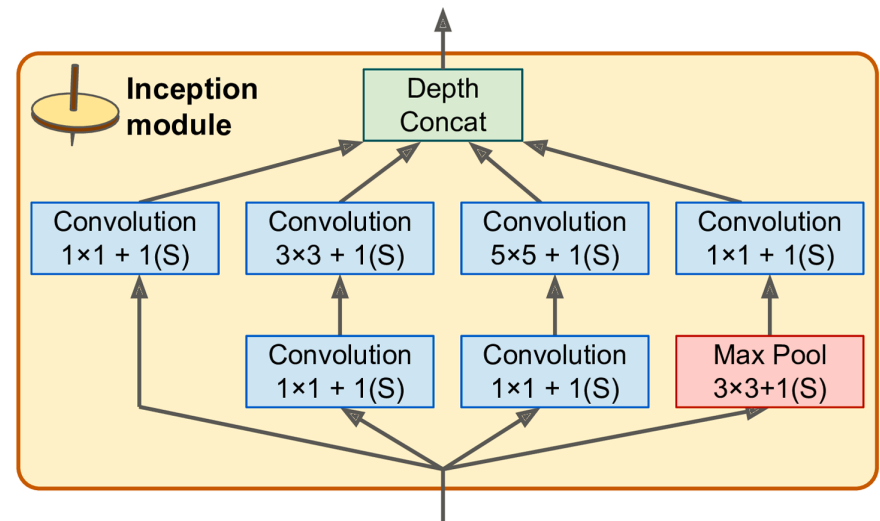 Inception
module
Depth
Concat
Convolution
1×1 + 1(S)
Convolution
3×3 + 1(S)
Convolution
5×5 + 1(S)
Convolution
1×1 + 1(S)
Convolution
1×1 + 1(S)
Convolution
1×1 + 1(S)
Max Pool
3×3+1(S)